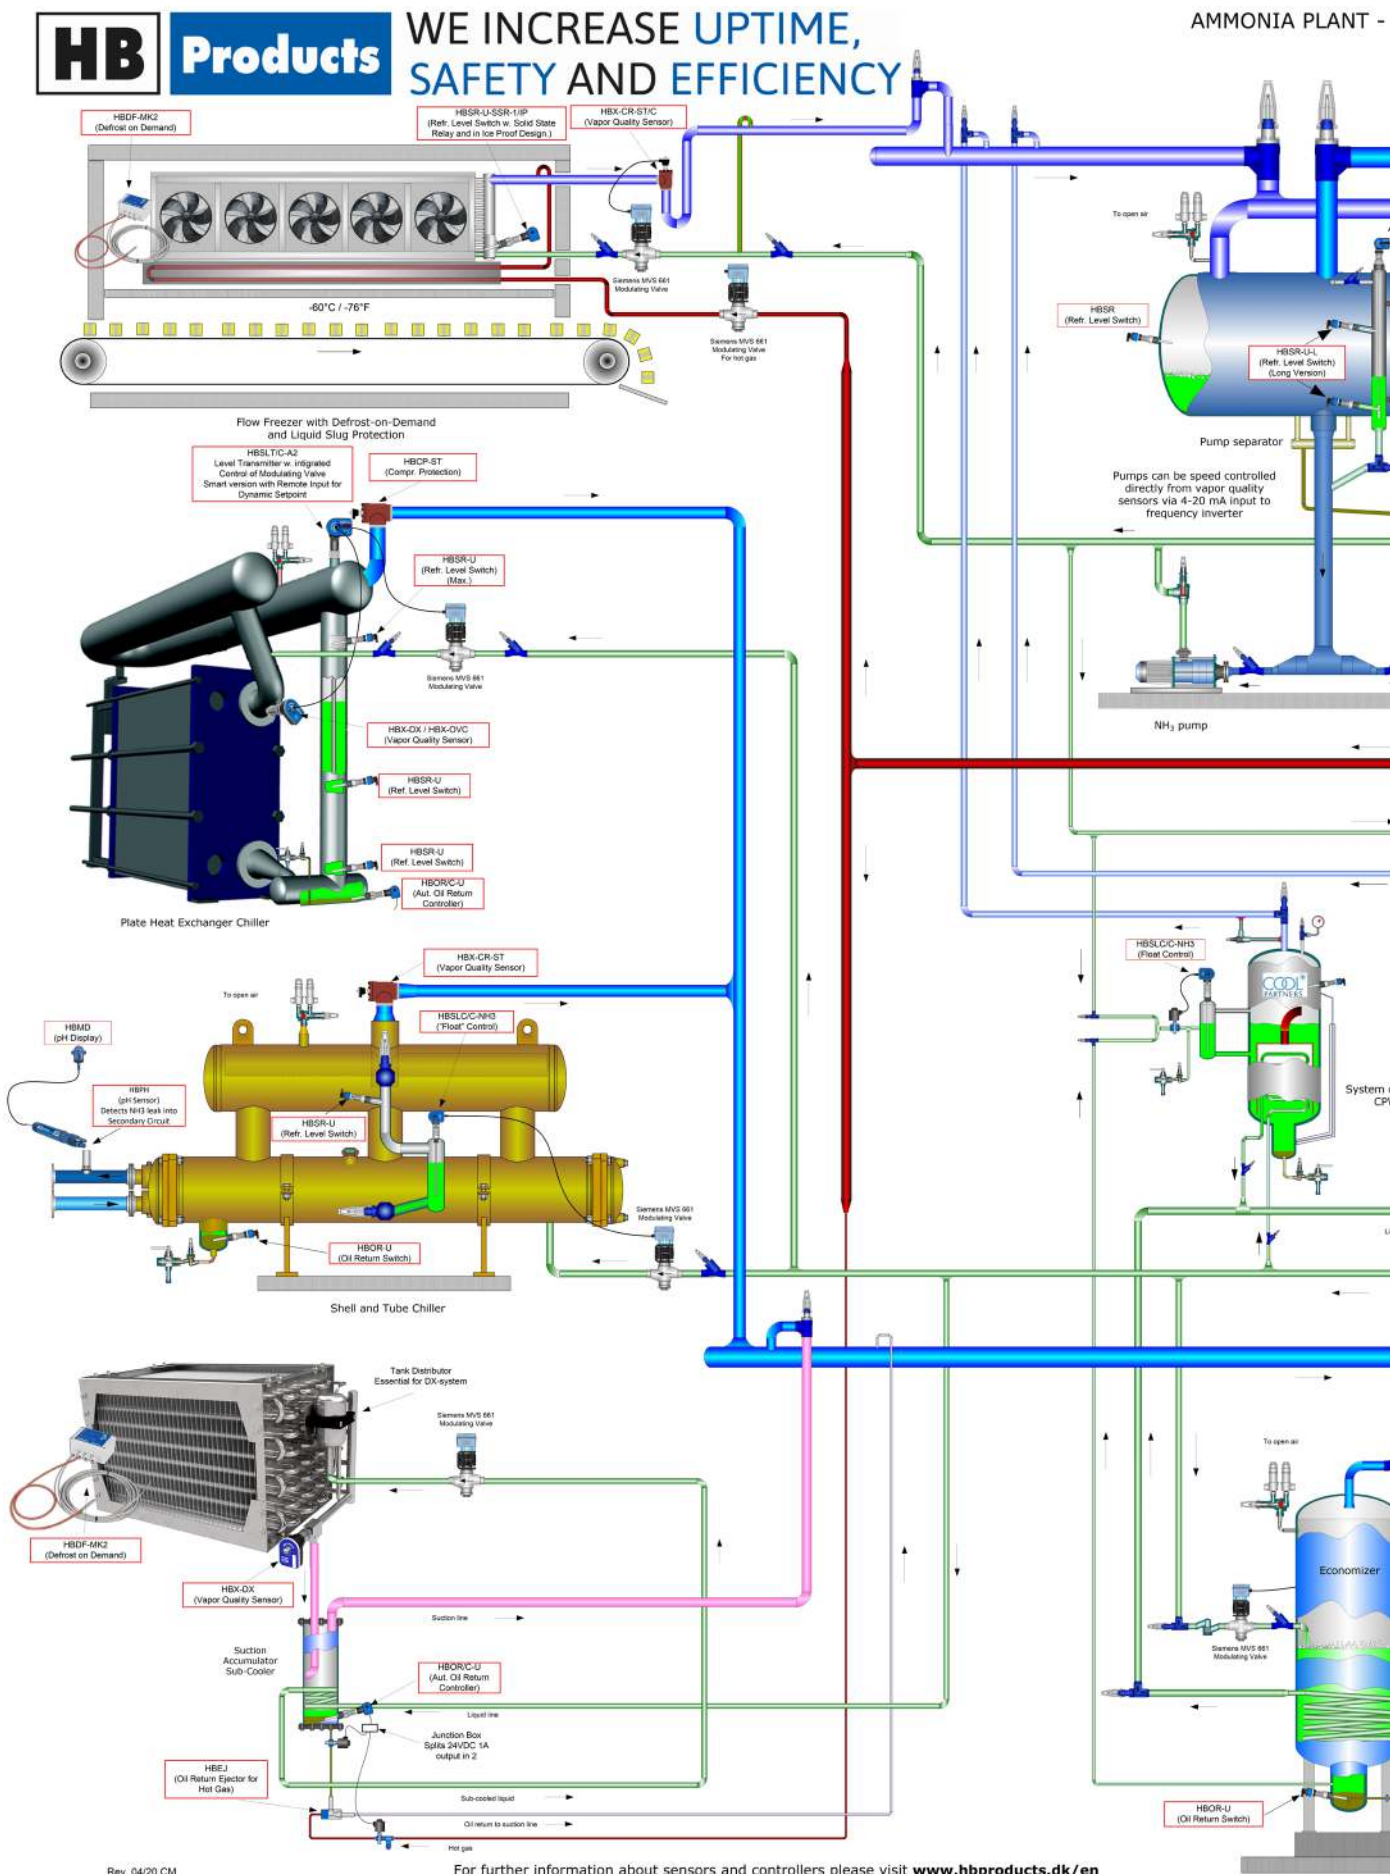 HB Products
WE INCREASE UPTIME,
SAFETY AND EFFICIENCY
AMMONIA PLANT -
HBDF-MK2
(Defrost on Demand)
HBSR-U-SSR-1/IP
(Refr. Level Switch w. Solid State
Relay and in Ice Proof Design.)
HBX-CR-ST/C
(Vapor Quality Sensor)
To open air
Siemens MVS 661
Modulating Valve
-60°C / -76°F
Siemens MVS 661
Modulating Valve
For hot gas
HBSR
(Refr. Level Switch)
HBSR-U-L
(Refr. Level Switch)
(Long Version)
Flow Freezer with Defrost-on-Demand
and Liquid Slug Protection
Pump separator
HBSLT/C-A2
Level Transmitter w. intigrated
Control of Modulating Valve
Smart version with Remote Input for
Dynamic Setpoint
HBCP-ST
(Compr. Protection)
Pumps can be speed controlled
directly from vapor quality
sensors via 4-20 mA input to
frequency inverter
HBSR-U
(Refr. Level Switch)
(Max.)
Siemens MVS 661
Modulating Valve
HBX-DX / HBX-OVC
(Vapor Quality Sensor)
NH3 pump
HBSR-U
(Ref. Level Switch)
HBSR-U
(Ref. Level Switch)
HBOR/C-U
(Aut. Oil Return
Controller)
Plate Heat Exchanger Chiller
HBSLC/C-NH3
(Float Control)
COOL
PARTNERS
HBX-CR-ST
(Vapor Quality Sensor)
To open air
HBMD
(pH Display)
HBSLC/C-NH3
("Float" Control)
HBPH
(pH Sensor)
Detects NH3 leak into
Secondary Circuit
HBSR-U
(Refr. Level Switch)
System
CP
Siemens MVS 661
Modulating Valve
HBOR-U
(Oil Return Switch)
Shell and Tube Chiller
Tank Distributor
Essential for DX-system
Siemens MVS 661
Modulating Valve
To open air
HBDF-MK2
(Defrost on Demand)
HBX-DX
(Vapor Quality Sensor)
Economizer
Suction line
Siemens MVS 661
Modulating Valve
Suction
Accumulator
Sub-Cooler
HBOR/C-U
(Aut. Oil Return
Controller)
Liquid line
Junction Box
Splits 24VDC 1A
output in 2
HBEJ
(Oil Return Ejector for
Hot Gas)
Sub-cooled liquid
Oil return to suction line
HBOR-U
(Oil Return Switch)
Hot gas
Rev. 04/20 CM
For further information about sensors and controllers please visit www.hbproducts.dk/en